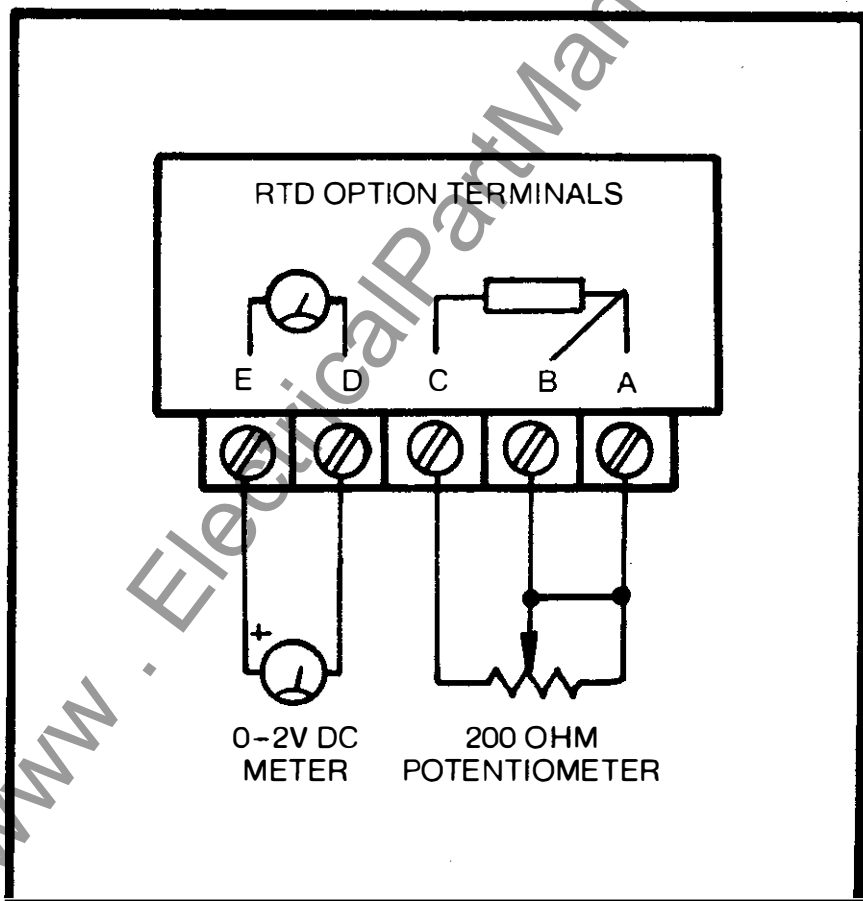 RTD OPTION TERMINALS
E D C B A
+
0-2V DC
METER
200 OHM
POTENTIOMETER
www . ElectricalPartMan